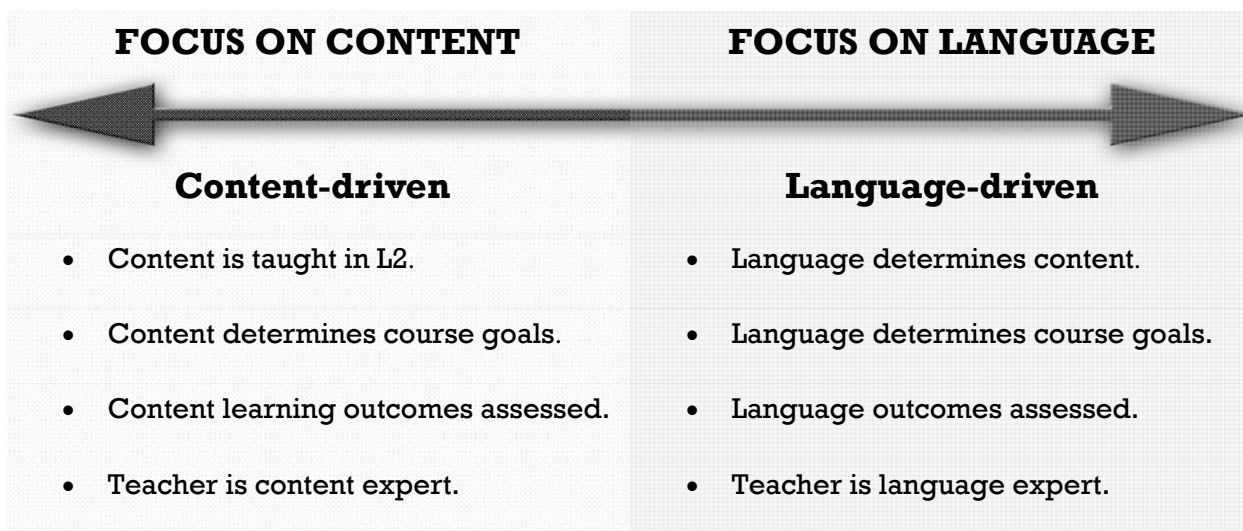 FOCUS ON CONTENT
FOCUS ON LANGUAGE
Content-driven
• Content is taught in L2.
• Content determines course goals.
• Content learning outcomes assessed.
• Teacher is content expert.
Language-driven
• Language determines content.
• Language determines course goals.
• Language outcomes assessed.
• Teacher is language expert.